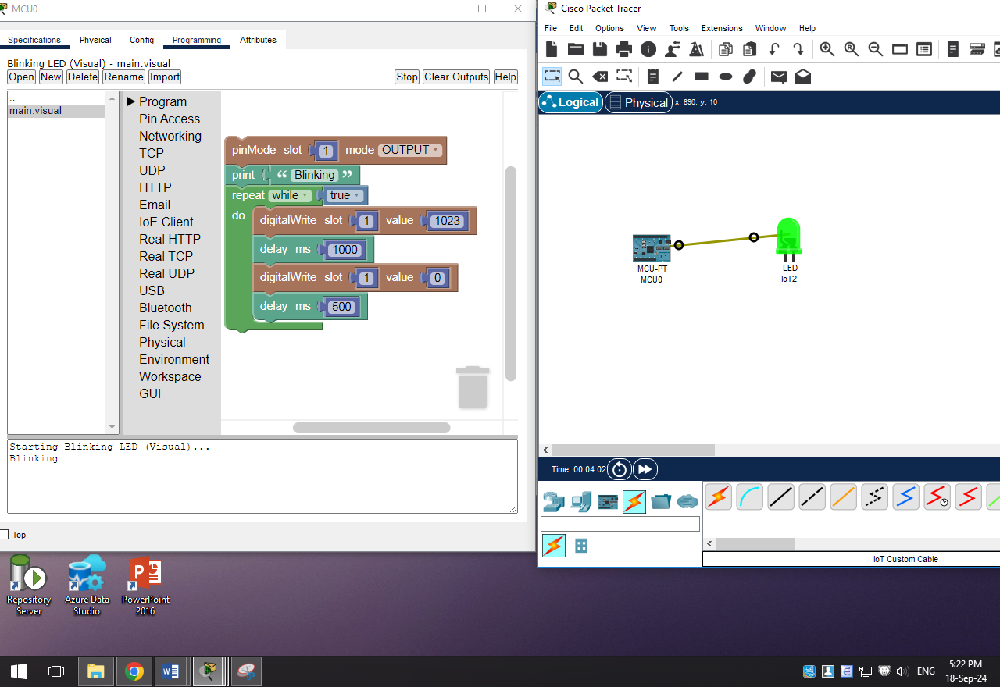 MCU0
Specifications Physical Config Programming Attributes
Blinking LED (Visual) - main.visual
Open New Delete Rename Import Stop Clear Outputs Help
..
main.visual
Program
Pin Access
Networking
TCP
UDP
HTTP
Email
IoE Client
Real HTTP
Real TCP
Real UDP
USB
Bluetooth
File System
Physical
Environment
Workspace
GUI
pinMode slot 1 mode OUTPUT
print “ Blinking ”
repeat while true
do
digitalWrite slot 1 value 1023
delay ms 1000
digitalWrite slot 1 value 0
delay ms 500
Starting Blinking LED (Visual)...
Blinking
Top
Cisco Packet Tracer
File Edit Options View Tools Extensions Window Help
Logical Physical x: 896, y: 10
MCU-PT
MCU0
LED
IoT2
Time: 00:04:02
IoT Custom Cable
Repository
Server
Azure Data
Studio
PowerPoint
2016
ENG
5:22 PM
18-Sep-24